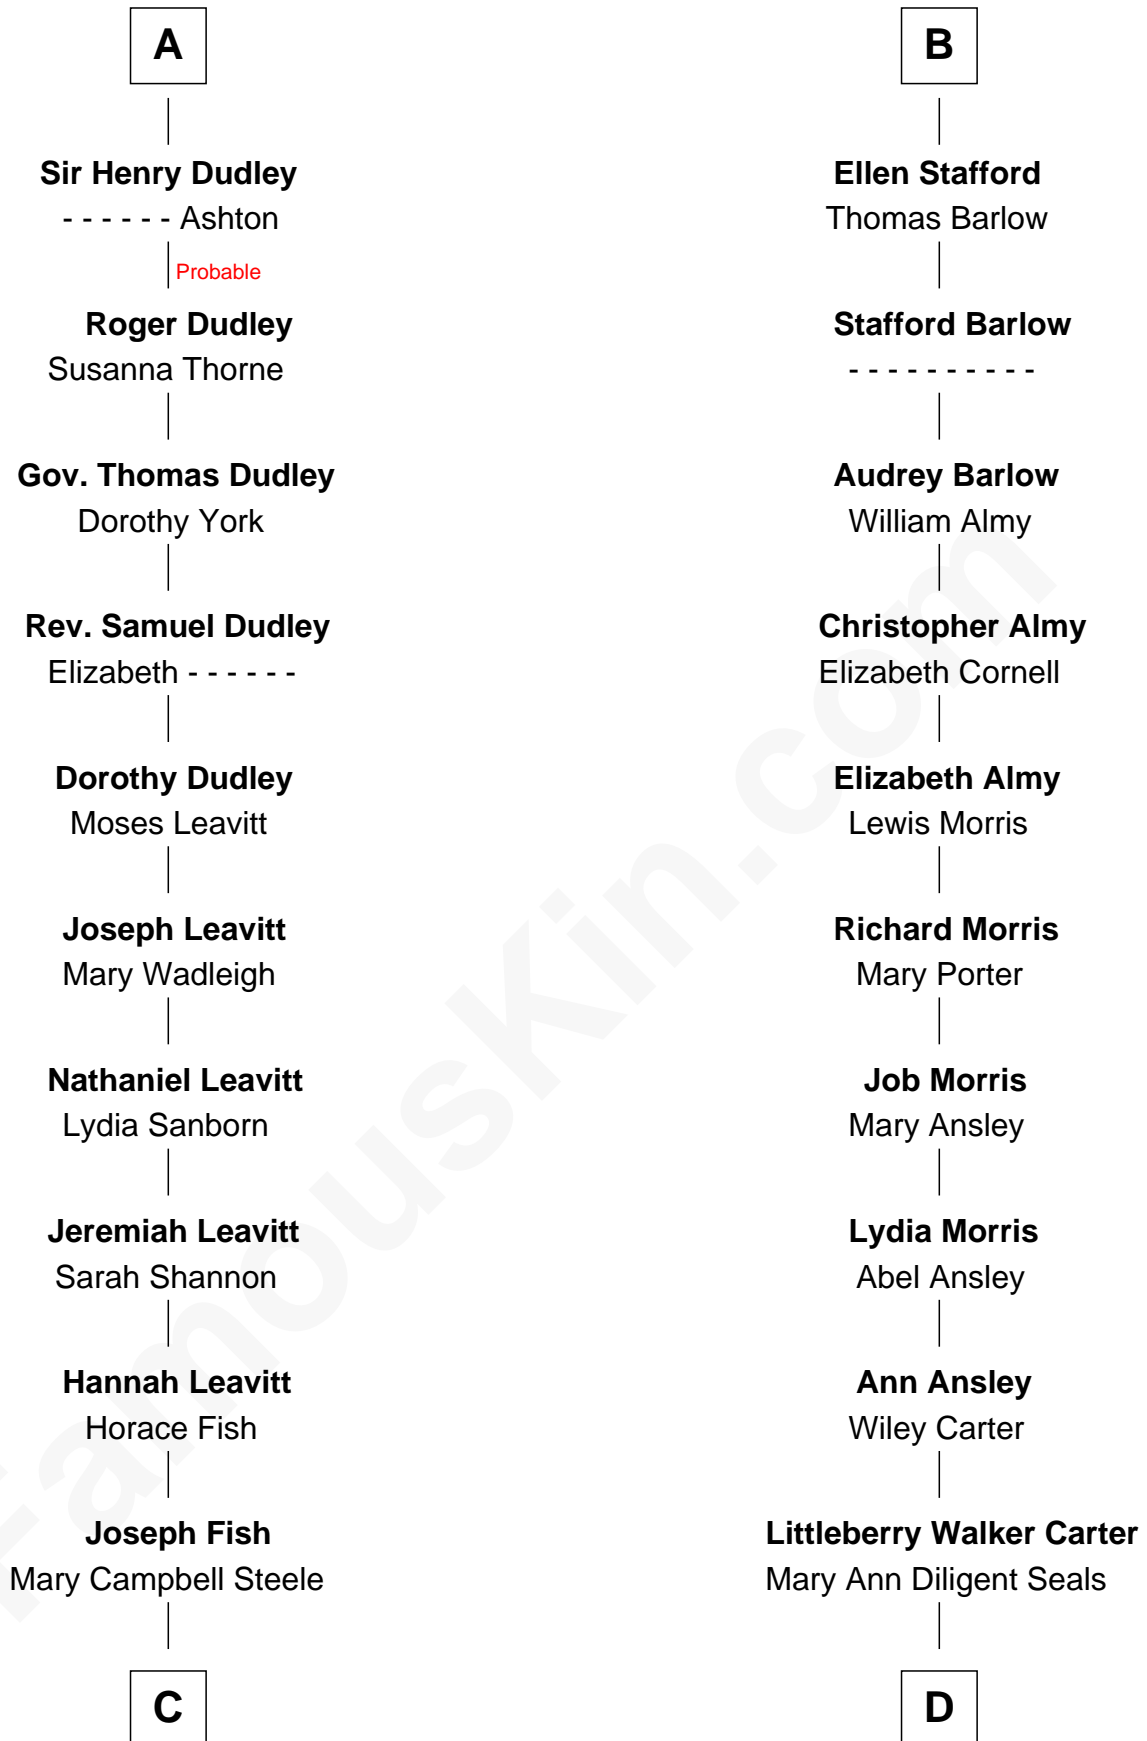 A
Sir Henry Dudley
- - - - - - Ashton
Probable
Roger Dudley
Susanna Thorne
Gov. Thomas Dudley
Dorothy York
Rev. Samuel Dudley
Elizabeth - - - - - -
Dorothy Dudley
Moses Leavitt
Joseph Leavitt
Mary Wadleigh
Nathaniel Leavitt
Lydia Sanborn
Jeremiah Leavitt
Sarah Shannon
Hannah Leavitt
Horace Fish
Joseph Fish
Mary Campbell Steele
C
B
Ellen Stafford
Thomas Barlow
Stafford Barlow
- - - - - - - - - -
Audrey Barlow
William Almy
Christopher Almy
Elizabeth Cornell
Elizabeth Almy
Lewis Morris
Richard Morris
Mary Porter
Job Morris
Mary Ansley
Lydia Morris
Abel Ansley
Ann Ansley
Wiley Carter
Littleberry Walker Carter
Mary Ann Diligent Seals
D
FamousKin.com